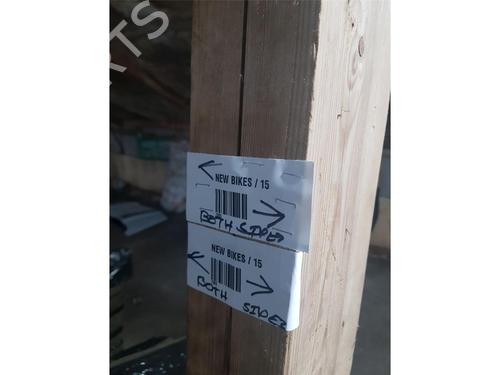 NEW BIKES / 15
BOTH SIDES
NEW BIKES / 15
BOTH SIDES